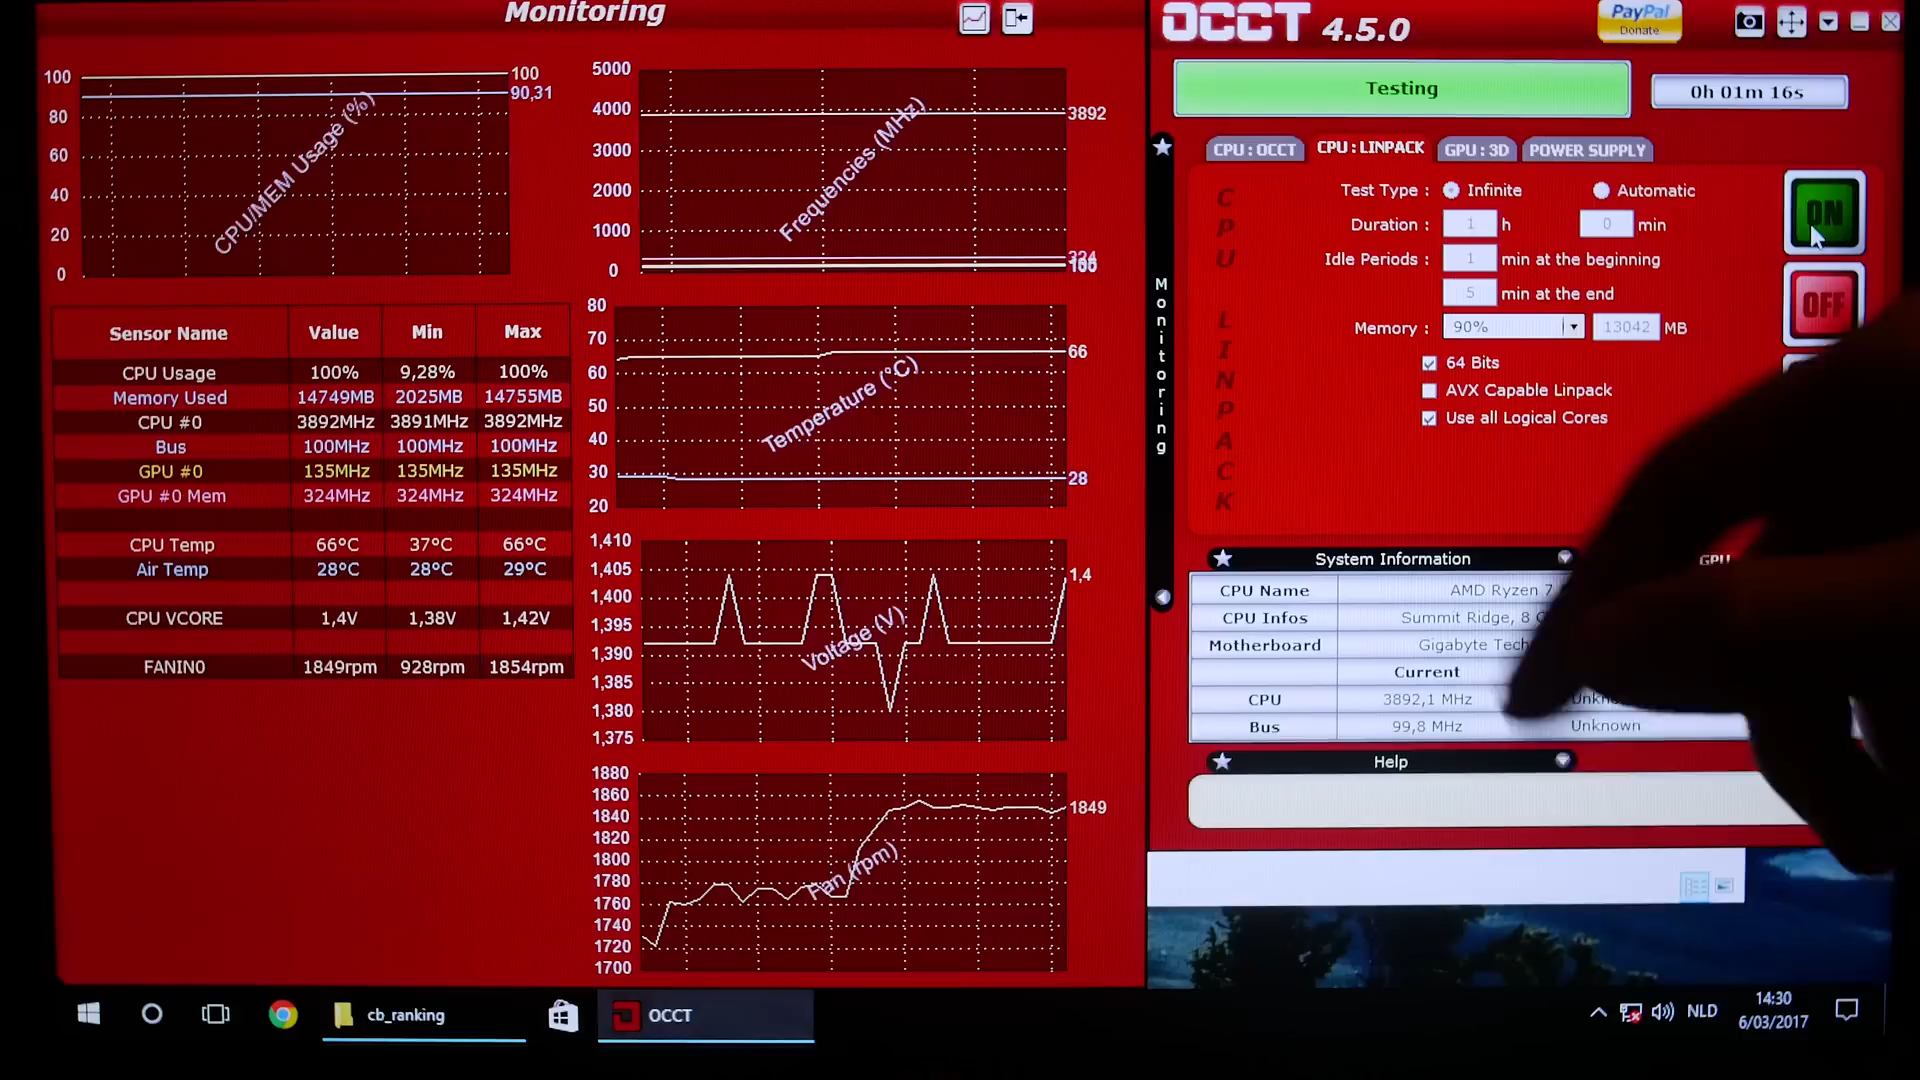 Monitoring
100
80
60
40
20
0
100
90,31
CPU/MEM Usage (%)
5000
4000
3000
2000
1000
0
3892
324
Frequencies (MHz)
Sensor Name Value Min Max
CPU Usage 100% 9,28% 100%
Memory Used 14749MB 2025MB 14755MB
CPU #0 3892MHz 3891MHz 3892MHz
Bus 100MHz 100MHz 100MHz
GPU #0 135MHz 135MHz 135MHz
GPU #0 Mem 324MHz 324MHz 324MHz
CPU Temp 66°C 37°C 66°C
Air Temp 28°C 28°C 29°C
CPU VCORE 1,4V 1,38V 1,42V
FANIN0 1849rpm 928rpm 1854rpm
80
70
60
50
40
30
20
66
28
Temperature (°C)
1,410
1,405
1,400
1,395
1,390
1,385
1,380
1,375
1,4
Voltage (V)
1880
1860
1840
1820
1800
1780
1760
1740
1720
1700
1849
Fan (rpm)
Monitoring
OCCT 4.5.0
PayPal
Donate
Testing
0h 01m 16s
CPU:OCCT CPU:LINPACK GPU:3D POWER SUPPLY
CPU LINPACK
Test Type : Infinite Automatic
Duration : 1 h 0 min
Idle Periods : 1 min at the beginning
5 min at the end
Memory : 90% 13042 MB
64 Bits
AVX Capable Linpack
Use all Logical Cores
ON
OFF
System Information
GPU
CPU Name AMD Ryzen 7
CPU Infos Summit Ridge, 8
Motherboard Gigabyte Tech
Current
CPU 3892,1 MHz
Bus 99,8 MHz Unknown
Help
cb_ranking
OCCT
NLD
14:30
6/03/2017